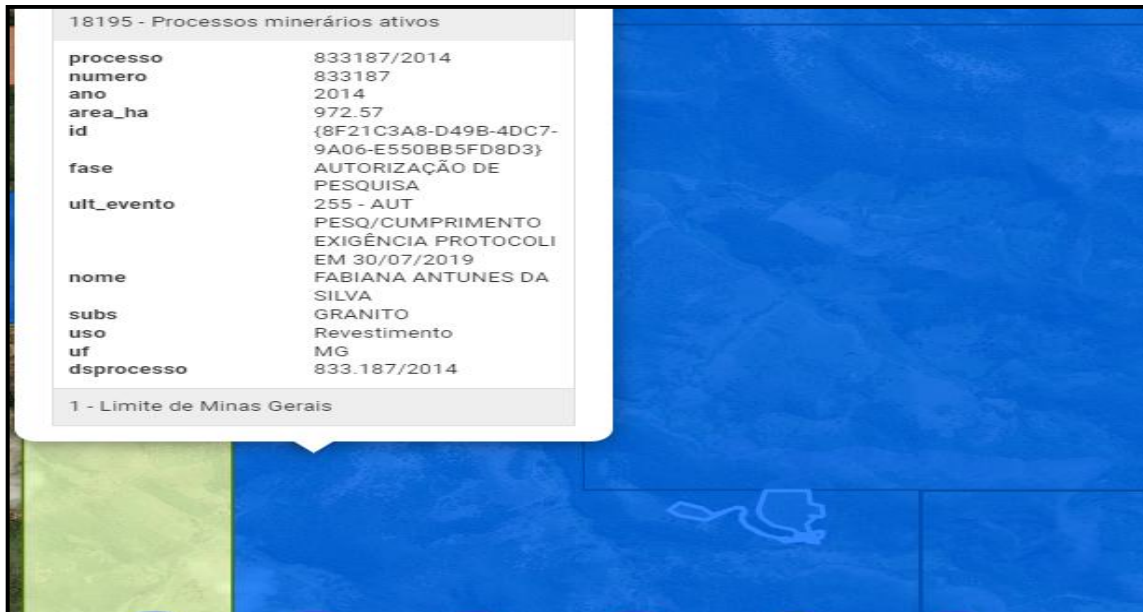 18195 - Processos minerários ativos
processo 833187/2014
numero 833187
ano 2014
area_ha 972.57
id {8F21C3A8-D49B-4DC7-
9A06-E550BB5FD8D3}
fase AUTORIZAÇÃO DE
PESQUISA
ult_evento 255 - AUT
PESQ/CUMPRIMENTO
EXIGÊNCIA PROTOCOLI
EM 30/07/2019
nome FABIANA ANTUNES DA
SILVA
subs GRANITO
uso Revestimento
uf MG
dsprocesso 833.187/2014
1 - Limite de Minas Gerais